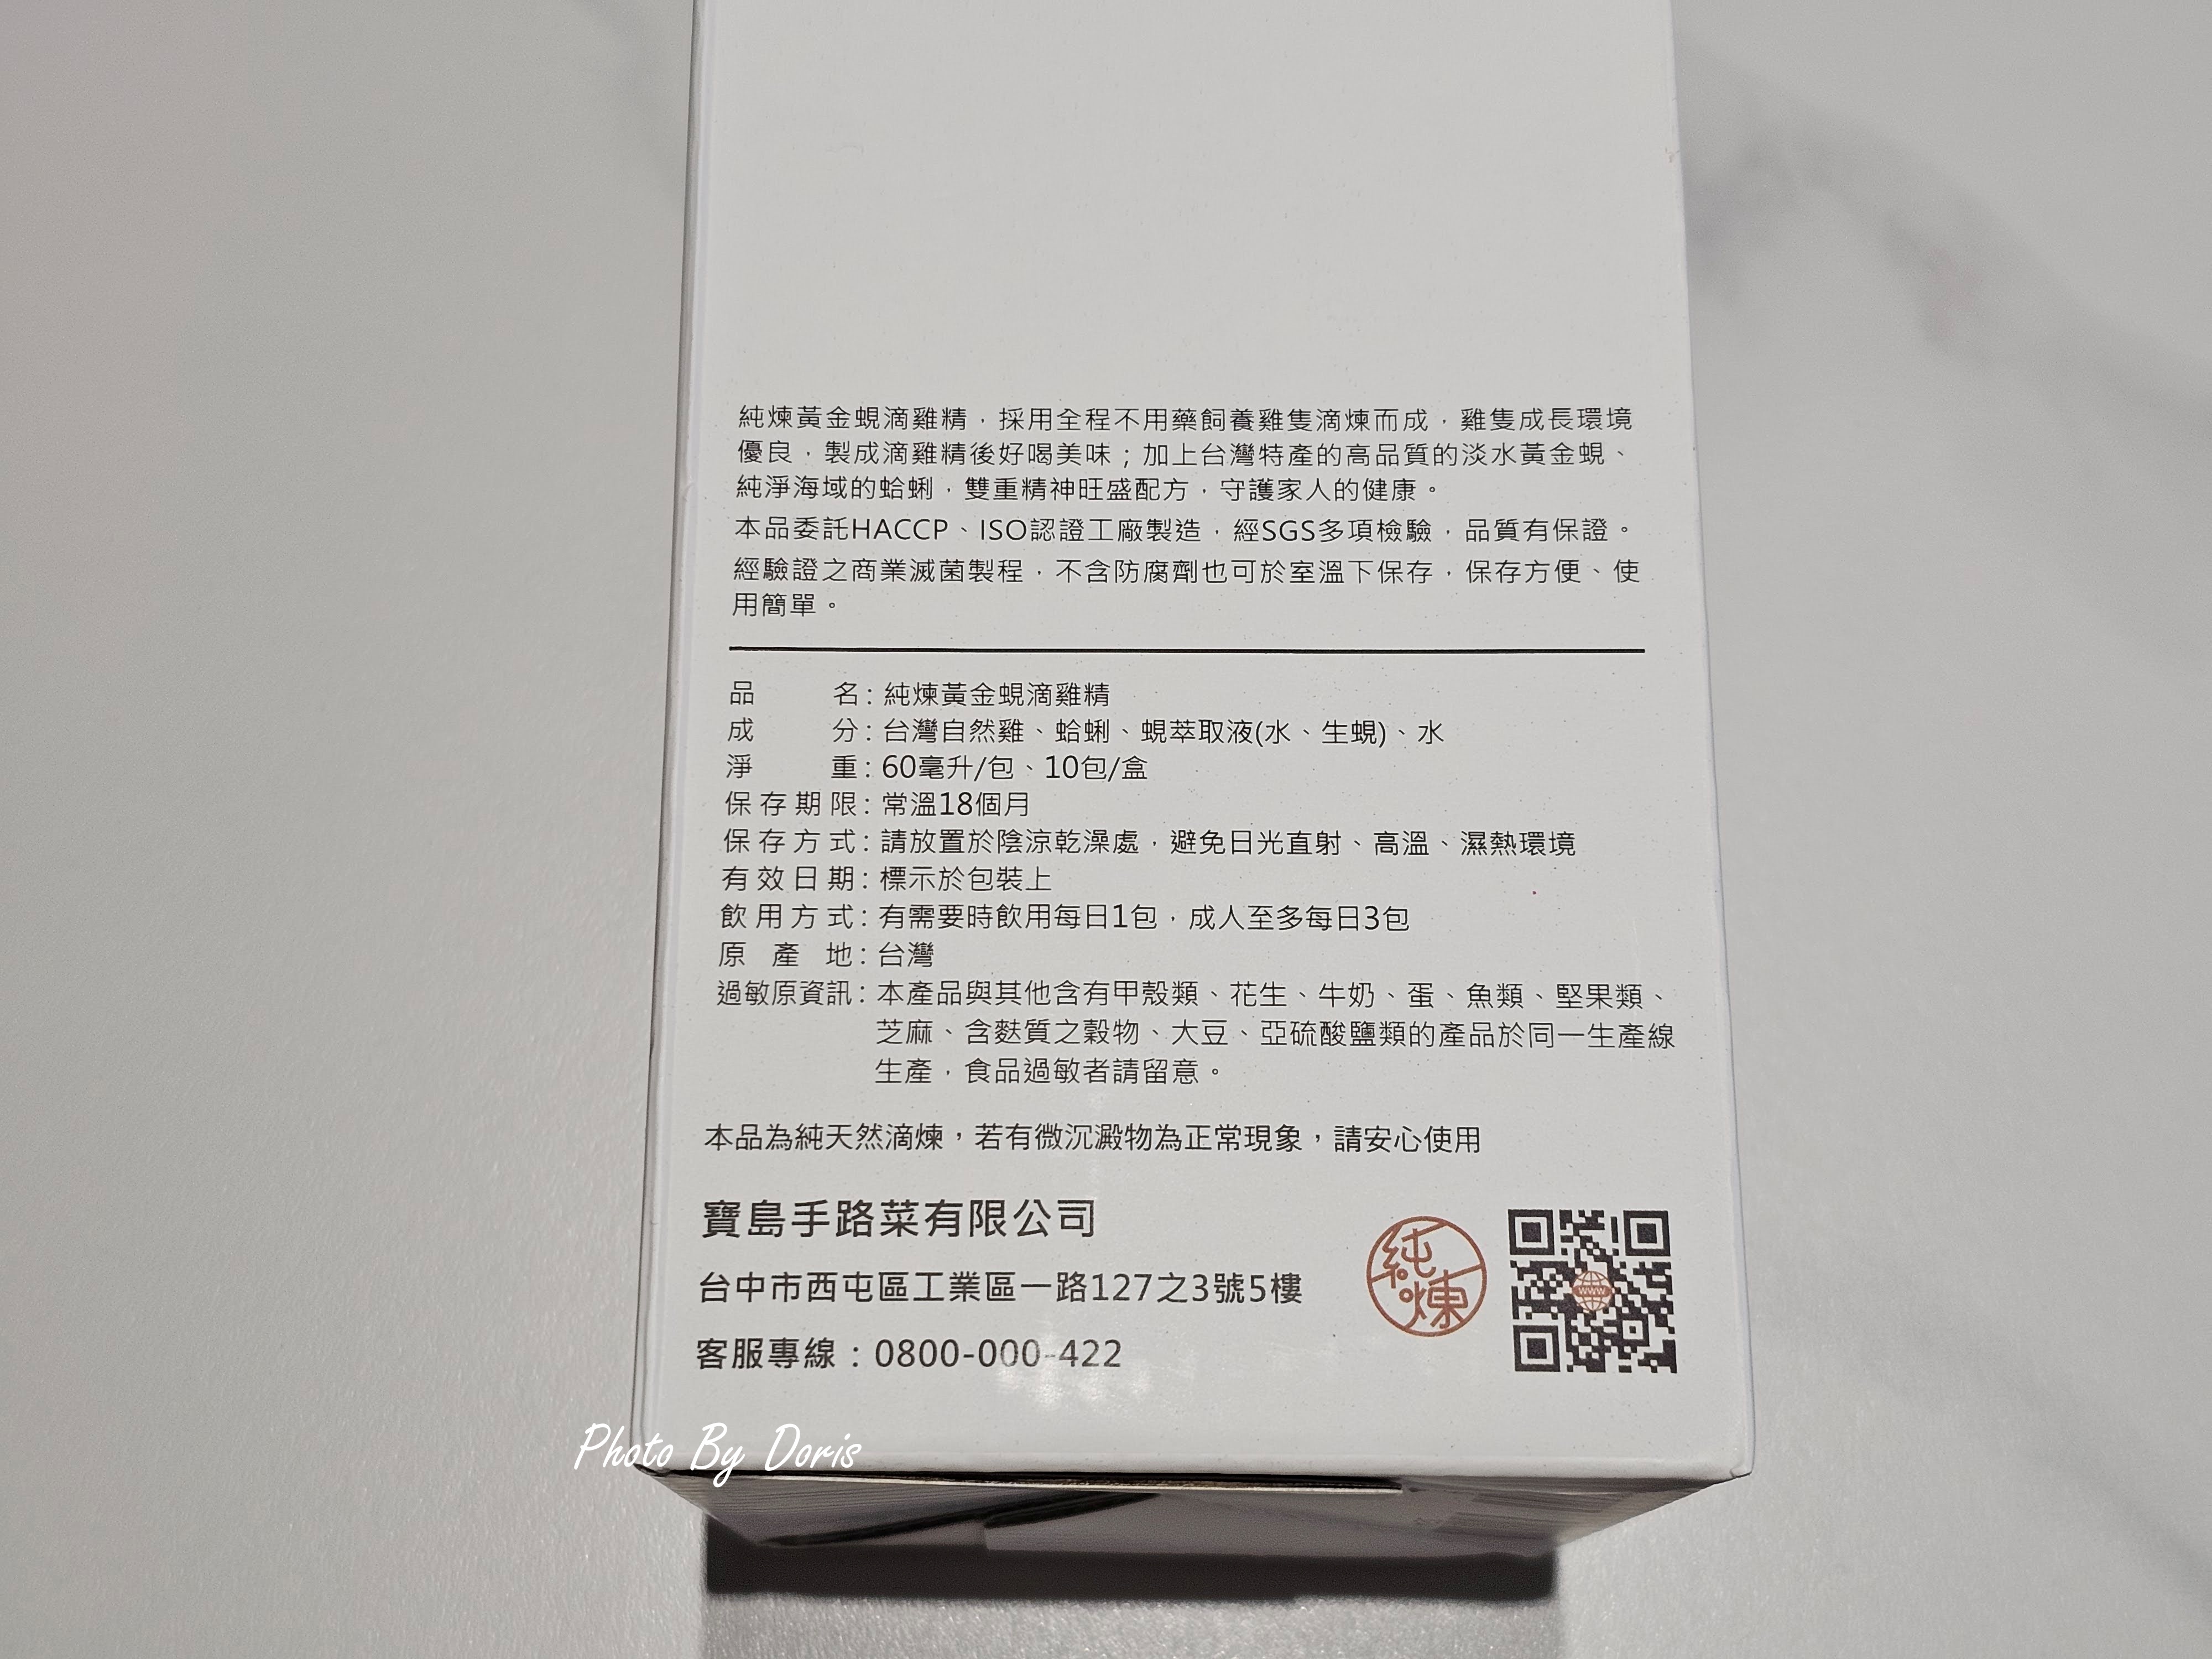 純煉黃金蜆滴雞精，採用全程不用藥飼養雞隻滴煉而成，雞隻成長環境
優良，製成滴雞精後好喝美味；加上台灣特產的高品質的淡水黃金蜆、
純淨海域的蛤蜊，雙重精神旺盛配方，守護家人的健康。
本品委託HACCP、ISO認證工廠製造，經SGS多項檢驗，品質有保證。
經驗證之商業滅菌製程，不含防腐劑也可於室溫下保存，保存方便、使
用簡單。
品名：純煉黃金蜆滴雞精
成分：台灣自然雞、蛤蜊、蜆萃取液(水、生蜆)、水
淨重：60毫升/包、10包/盒
保存期限：常溫18個月
保存方式：請放置於陰涼乾澡處，避免日光直射、高溫、濕熱環境
有效日期：標示於包裝上
飲用方式：有需要時飲用每日1包，成人至多每日3包
原產地：台灣
過敏原資訊：本產品與其他含有甲殼類、花生、牛奶、蛋、魚類、堅果類、
芝麻、含麩質之穀物、大豆、亞硫酸鹽類的產品於同一生產線
生產，食品過敏者請留意。
本品為純天然滴煉，若有微沉澱物為正常現象，請安心使用
寶島手路菜有限公司
台中市西屯區工業區一路127之3號5樓
客服專線：0800-000-422
純煉
WWW
Photo By Doris